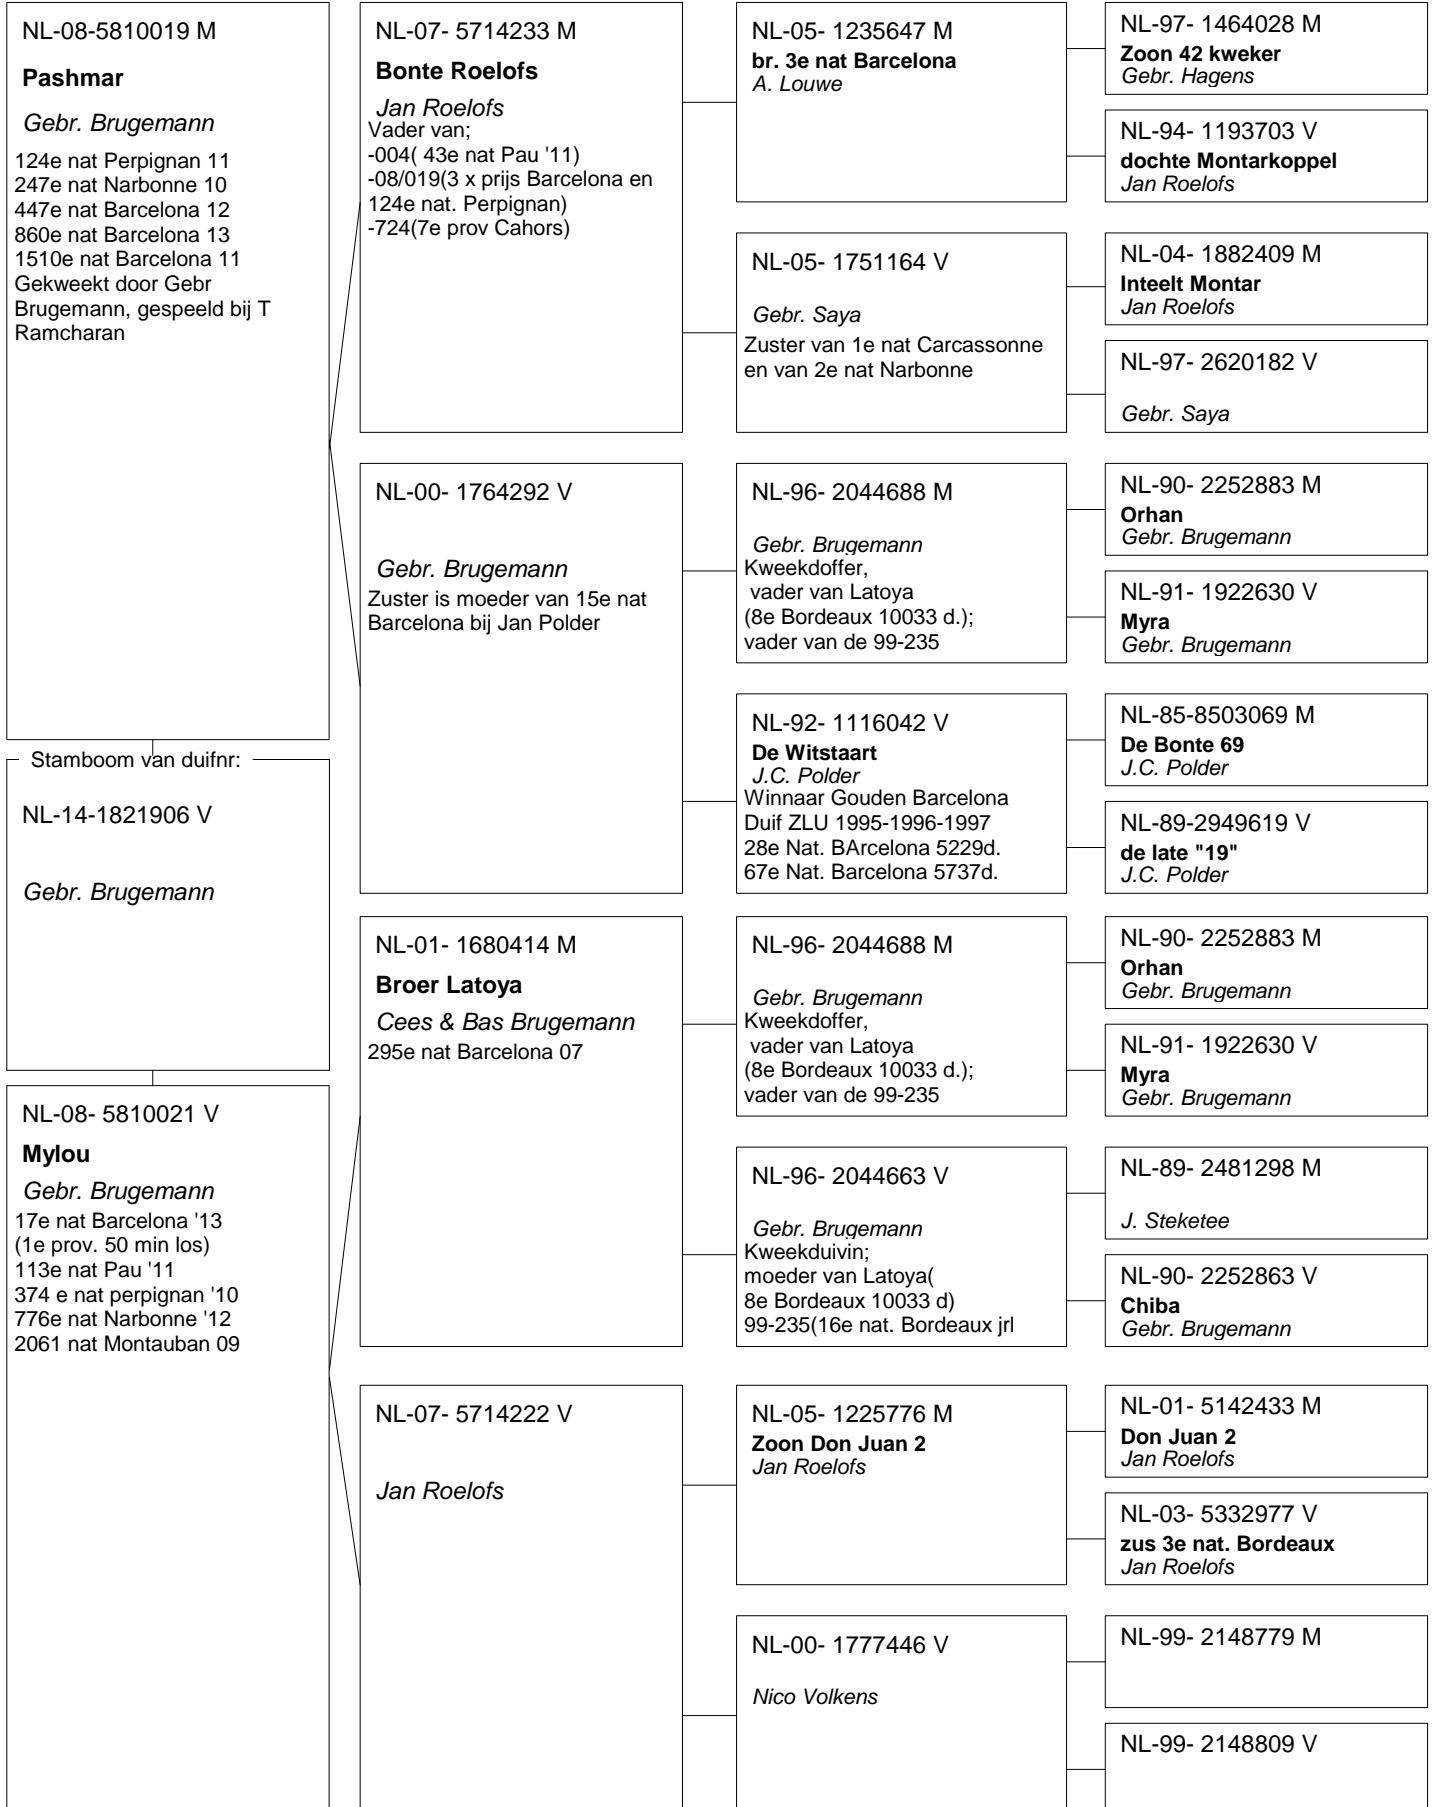 NL-08-5810019 M
Pashmar
Gebr. Brugemann
124e nat Perpignan 11
247e nat Narbonne 10
447e nat Barcelona 12
860e nat Barcelona 13
1510e nat Barcelona 11
Gekweekt door Gebr
Brugemann, gespeeld bij T
Ramcharan
Stamboom van duifnr:
NL-14-1821906 V
Gebr. Brugemann
NL-08- 5810021 V
Mylou
Gebr. Brugemann
17e nat Barcelona '13
(1e prov. 50 min los)
113e nat Pau '11
374 e nat perpignan '10
776e nat Narbonne '12
2061 nat Montauban 09
NL-07- 5714233 M
Bonte Roelofs
Jan Roelofs
Vader van;
-004( 43e nat Pau '11)
-08/019(3 x prijs Barcelona en
124e nat. Perpignan)
-724(7e prov Cahors)
NL-00- 1764292 V
Gebr. Brugemann
Zuster is moeder van 15e nat
Barcelona bij Jan Polder
NL-01- 1680414 M
Broer Latoya
Cees & Bas Brugemann
295e nat Barcelona 07
NL-07- 5714222 V
Jan Roelofs
NL-05- 1235647 M
br. 3e nat Barcelona
A. Louwe
NL-05- 1751164 V
Gebr. Saya
Zuster van 1e nat Carcassonne
en van 2e nat Narbonne
NL-96- 2044688 M
Gebr. Brugemann
Kweekdoffer,
vader van Latoya
(8e Bordeaux 10033 d.);
vader van de 99-235
NL-92- 1116042 V
De Witstaart
J.C. Polder
Winnaar Gouden Barcelona
Duif ZLU 1995-1996-1997
28e Nat. BArcelona 5229d.
67e Nat. Barcelona 5737d.
NL-96- 2044688 M
Gebr. Brugemann
Kweekdoffer,
vader van Latoya
(8e Bordeaux 10033 d.);
vader van de 99-235
NL-96- 2044663 V
Gebr. Brugemann
Kweekduivin;
moeder van Latoya(
8e Bordeaux 10033 d)
99-235(16e nat. Bordeaux jrl
NL-05- 1225776 M
Zoon Don Juan 2
Jan Roelofs
NL-00- 1777446 V
Nico Volkens
NL-97- 1464028 M
Zoon 42 kweker
Gebr. Hagens
NL-94- 1193703 V
dochte Montarkoppel
Jan Roelofs
NL-04- 1882409 M
Inteelt Montar
Jan Roelofs
NL-97- 2620182 V
Gebr. Saya
NL-90- 2252883 M
Orhan
Gebr. Brugemann
NL-91- 1922630 V
Myra
Gebr. Brugemann
NL-85-8503069 M
De Bonte 69
J.C. Polder
NL-89-2949619 V
de late "19"
J.C. Polder
NL-90- 2252883 M
Orhan
Gebr. Brugemann
NL-91- 1922630 V
Myra
Gebr. Brugemann
NL-89- 2481298 M
J. Steketee
NL-90- 2252863 V
Chiba
Gebr. Brugemann
NL-01- 5142433 M
Don Juan 2
Jan Roelofs
NL-03- 5332977 V
zus 3e nat. Bordeaux
Jan Roelofs
NL-99- 2148779 M
NL-99- 2148809 V